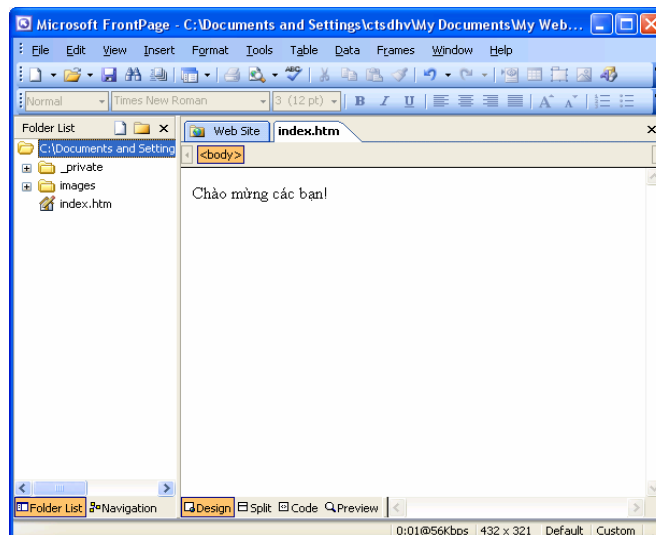 Microsoft FrontPage - C:\Documents and Settings\ctsdhv\My Documents\My Web...
File Edit View Insert Format Tools Table Data Frames Window Help
Normal Times New Roman 3 (12 pt) B I U A A
Folder List Web Site index.htm
C:\Documents and Setting <body>
_private
images Chào mừng các bạn!
index.htm
Folder List Navigation Design Split Code Preview
0:01@56Kbps 432 x 321 Default Custom